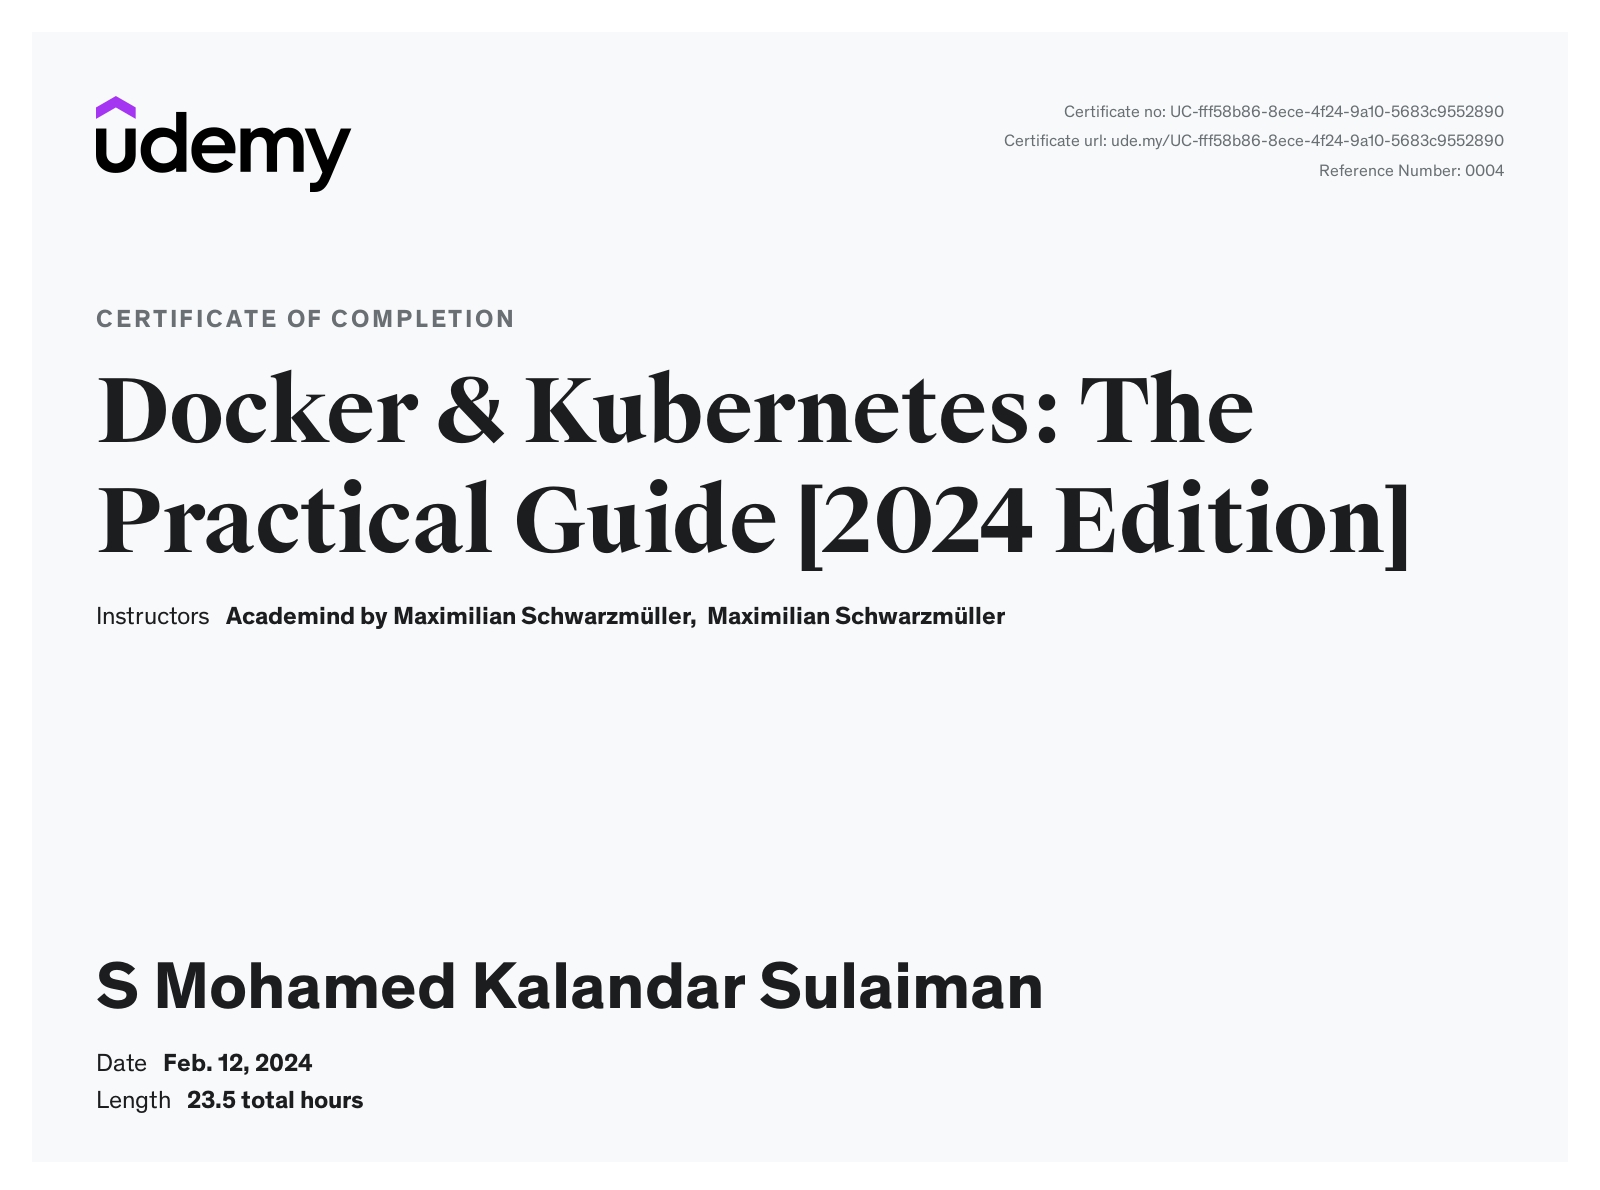 udemy
Certificate no: UC-fff58b86-8ece-4f24-9a10-5683c9552890
Certificate url: ude.my/UC-fff58b86-8ece-4f24-9a10-5683c9552890
Reference Number: 0004
CERTIFICATE OF COMPLETION
Docker & Kubernetes: The
Practical Guide [2024 Edition]
Instructors Academind by Maximilian Schwarzmüller, Maximilian Schwarzmüller
S Mohamed Kalandar Sulaiman
Date Feb. 12, 2024
Length 23.5 total hours